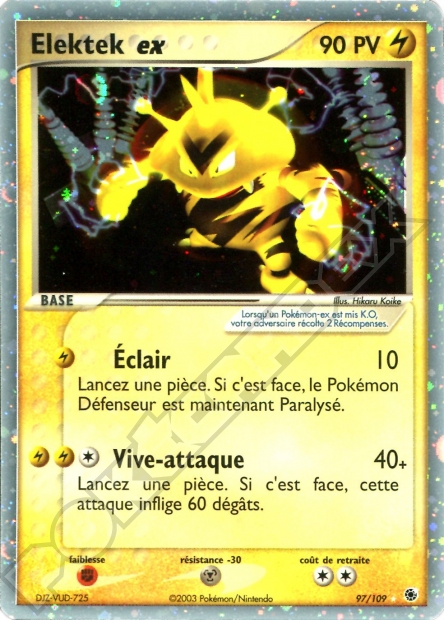 Elektek ex 90 PV
BASE
Illus. Hikaru Koike
Lorsqu'un Pokémon-ex est mis K.O,
votre adversaire récolte 2 Récompenses.
Éclair 10
Lancez une pièce. Si c'est face, le Pokémon
Défenseur est maintenant Paralysé.
Vive-attaque 40+
Lancez une pièce. Si c'est face, cette
attaque inflige 60 dégâts.
faiblesse résistance -30 coût de retraite
DJZ-VUD-725 ©2003 Pokémon/Nintendo 97/109